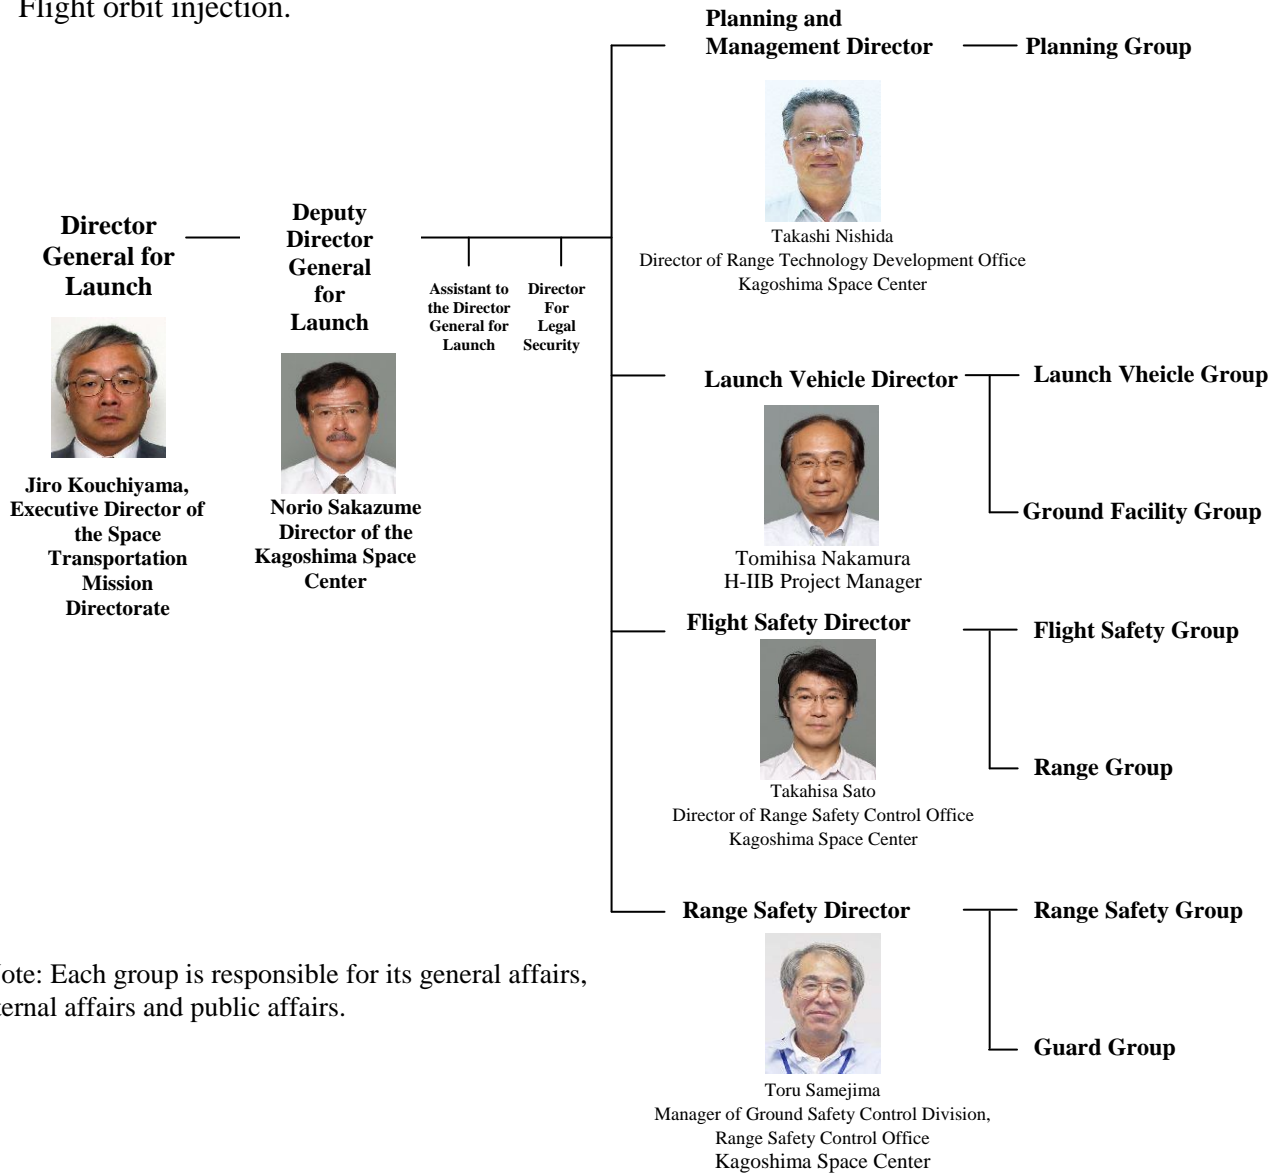 Flight orbit injection.
Planning and
Management Director
Planning Group
Takashi Nishida
Director of Range Technology Development Office
Kagoshima Space Center
Director
General for
Launch
Jiro Kouchiyama,
Executive Director of
the Space
Transportation
Mission
Directorate
Deputy
Director
General
for
Launch
Norio Sakazume
Director of the
Kagoshima Space
Center
Assistant to
the Director
General for
Launch
Director
For
Legal
Security
Launch Vehicle Director
Launch Vheicle Group
Ground Facility Group
Tomihisa Nakamura
H-IIB Project Manager
Flight Safety Director
Flight Safety Group
Range Group
Takahisa Sato
Director of Range Safety Control Office
Kagoshima Space Center
Range Safety Director
Range Safety Group
Guard Group
Toru Samejima
Manager of Ground Safety Control Division,
Range Safety Control Office
Kagoshima Space Center
ote: Each group is responsible for its general affairs,
ternal affairs and public affairs.